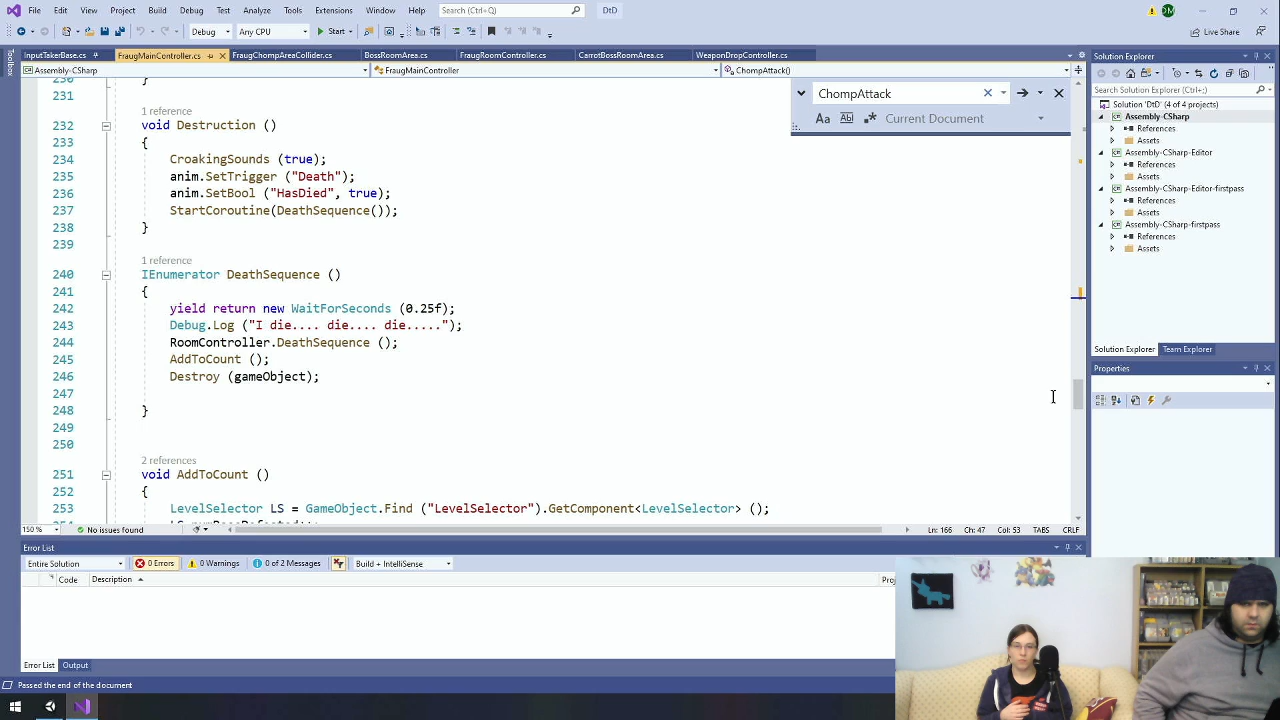 File Edit View Project Build Debug Test Analyze Tools Extensions Window Help Search (Ctrl+Q) DtD DM
Debug Any CPU Start Live Share
Toolbox
InputTakerBase.cs FraugMainController.cs FraugChompAreaCollider.cs BossRoomArea.cs FraugRoomController.cs CarrotBossRoomArea.cs WeaponDropController.cs
Assembly-CSharp FraugMainController ChompAttack()
ChompAttack
Aa Ab Current Document
230 }
231
1 reference
232 void Destruction ()
233 {
234 CroakingSounds (true);
235 anim.SetTrigger ("Death");
236 anim.SetBool ("HasDied", true);
237 StartCoroutine(DeathSequence());
238 }
239
1 reference
240 IEnumerator DeathSequence ()
241 {
242 yield return new WaitForSeconds (0.25f);
243 Debug.Log ("I die.... die.... die.....");
244 RoomController.DeathSequence ();
245 AddToCount ();
246 Destroy (gameObject);
247
248 }
249
250
2 references
251 void AddToCount ()
252 {
253 LevelSelector LS = GameObject.Find ("LevelSelector").GetComponent<LevelSelector> ();
150 % No issues found Ln: 166 Ch: 47 Col: 53 TABS CRLF
Solution Explorer
Search Solution Explorer (Ctrl+;)
Solution 'DtD' (4 of 4 projects)
Assembly-CSharp
References
Assets
Assembly-CSharp-Editor
References
Assets
Assembly-CSharp-Editor-firstpass
References
Assets
Assembly-CSharp-firstpass
References
Assets
Solution Explorer Team Explorer
Properties
Error List
Entire Solution 0 Errors 0 Warnings 0 of 2 Messages Build + IntelliSense
Code Description
Error List Output
Passed the end of the document